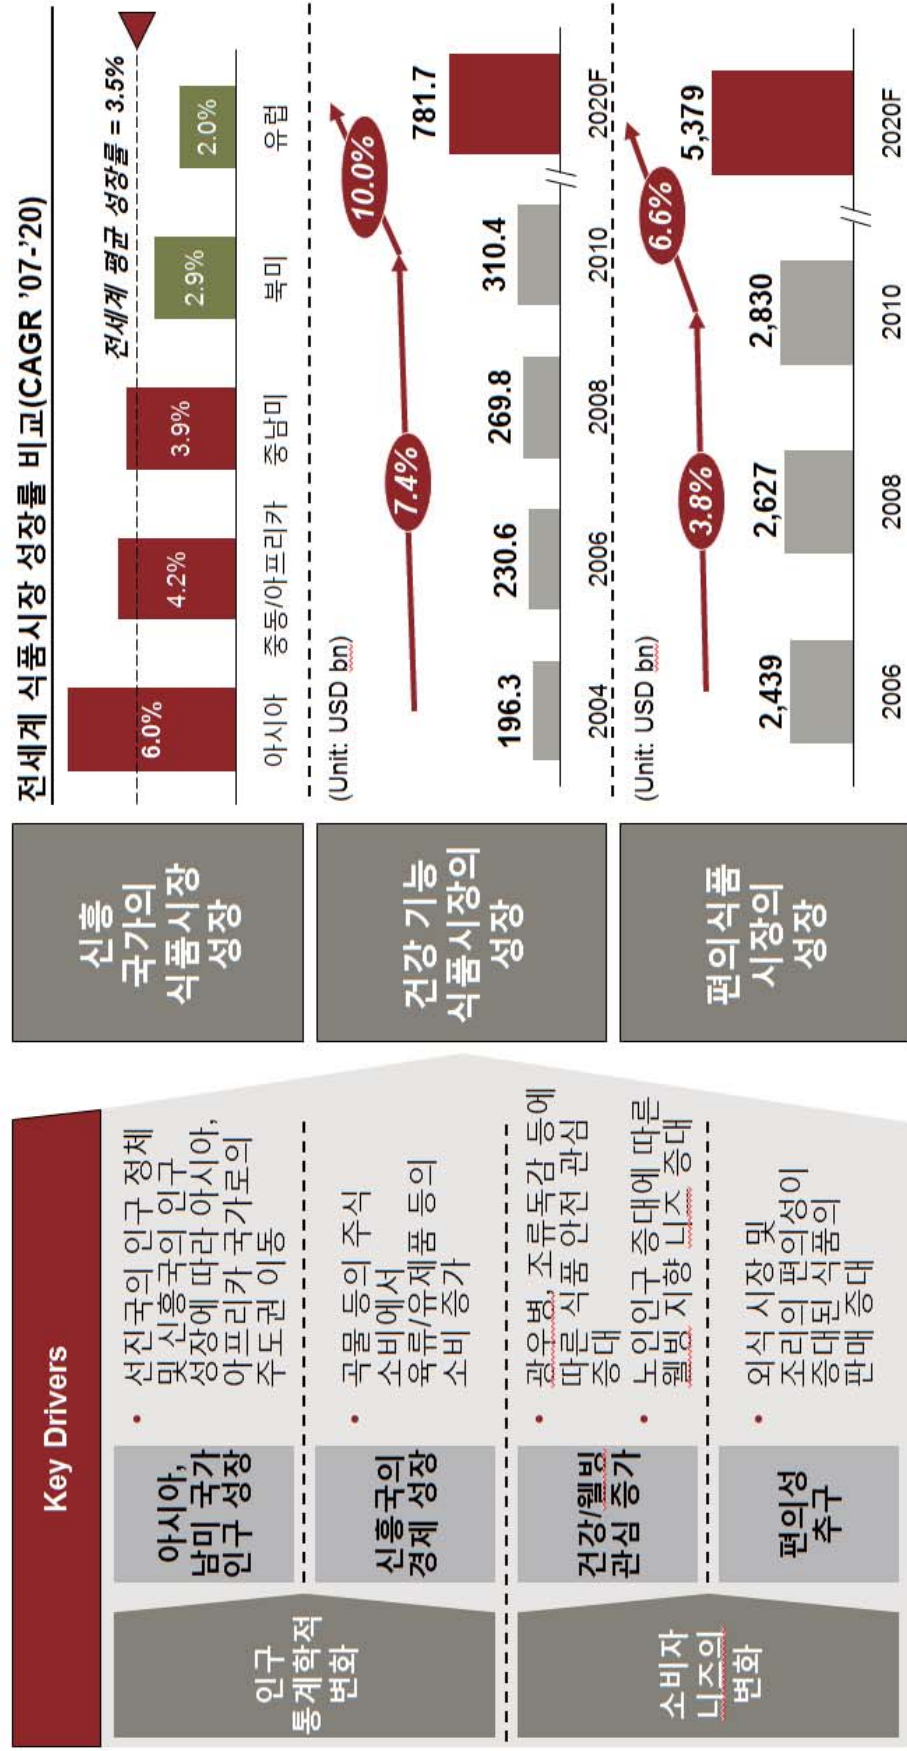 Key Drivers
인구
통계학적
변화
아시아,
남미 국가
인구 성장
• 선진국의 인구 정체
및 신흥국의 인구
성장에 따라 아시아,
아프리카 국가로의
주도권 이동
신흥국의
경제 성장
• 곡물 등의 주식
소비에서
육류/유제품 등의
소비 증가
소비자
니즈의
변화
건강/웰빙
관심 증가
• 광우병, 조류독감 등에
따른 식품 안전 관심
증대
• 노인인구 증대에 따른
웰빙 지향 니즈 증대
편의성
추구
• 외식 시장 및
조리의 편의성이
증대된 식품의
판매 증대
신흥
국가의
식품시장
성장
전세계 식품시장 성장률 비교(CAGR '07-'20)
전세계 평균 성장률 = 3.5%
6.0% 4.2% 3.9% 2.9% 2.0%
아시아 중동/아프리카 중남미 북미 유럽
건강 기능
식품시장의
성장
(Unit: USD bn)
7.4% 10.0%
196.3 230.6 269.8 310.4 781.7
2004 2006 2008 2010 2020F
편의식품
시장의
성장
(Unit: USD bn)
3.8% 6.6%
2,439 2,627 2,830 5,379
2006 2008 2010 2020F